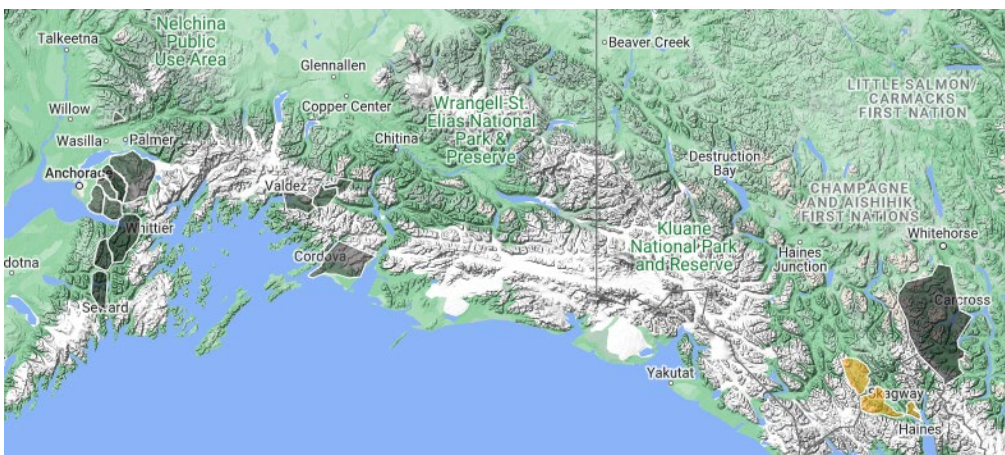 Nelchina
Public
Use Area
Talkeetna
Beaver Creek
Glennallen
LITTLE SALMON/
CARMACKS
FIRST NATION
Willow
Copper Center
Wrangell-St.
Elias National
Park &
Preserve
Wasilla
Palmer
Chitina
Destruction
Bay
Anchorage
Valdez
CHAMPAGNE
AND AISHIHIK
FIRST NATIONS
Whittier
Kluane
National Park
and Reserve
Whitehorse
Cordova
Haines
Junction
dotna
Carcross
Seward
Yakutat
Skagway
Haines